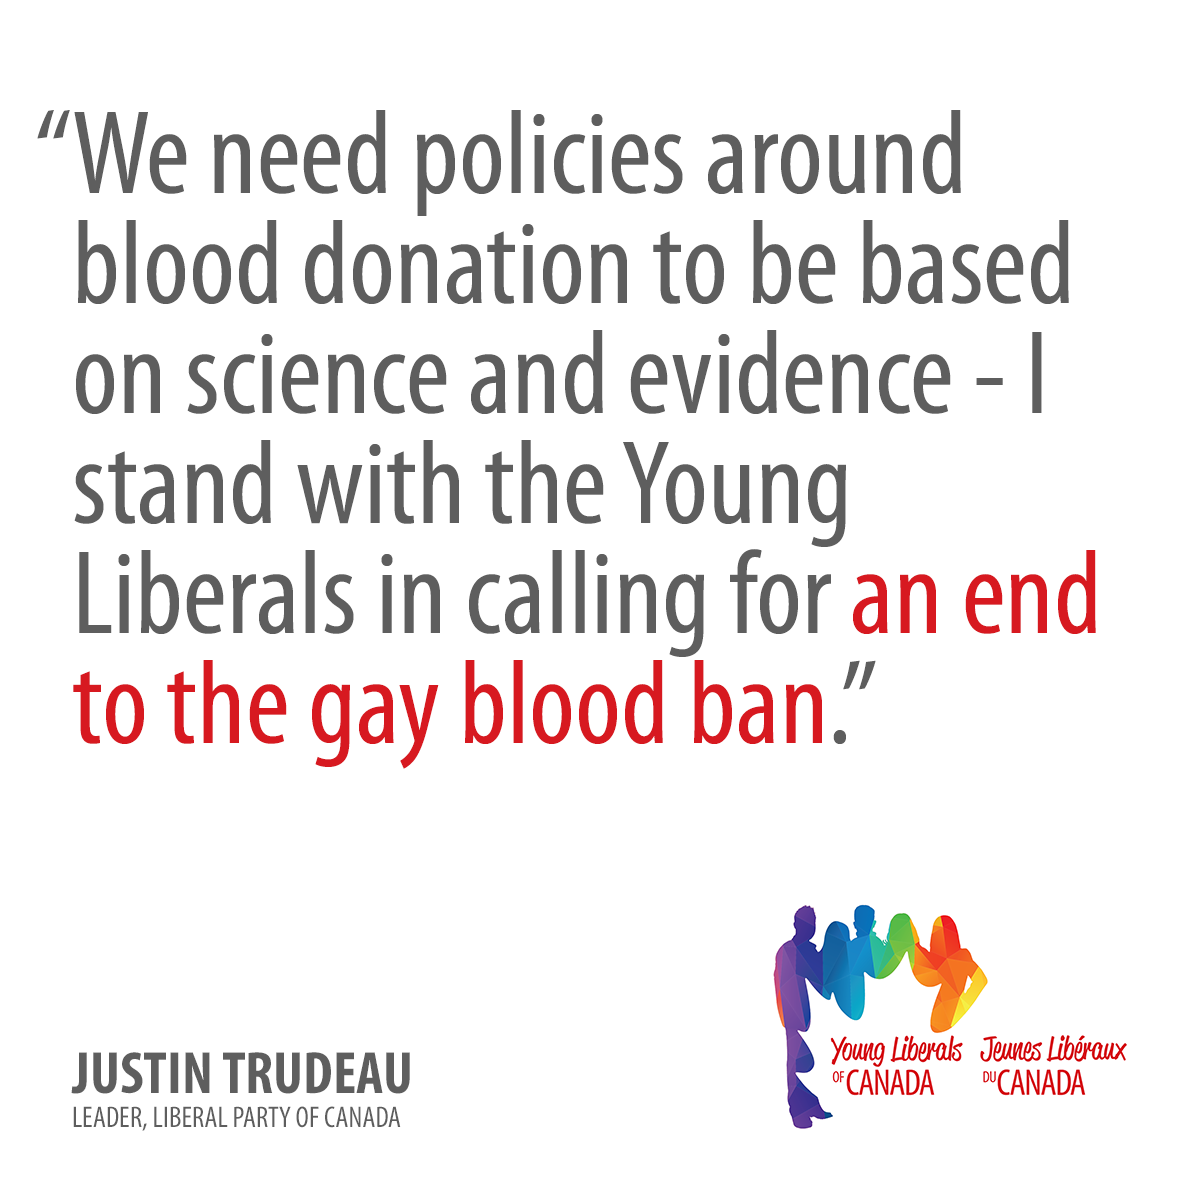 “We need policies around
blood donation to be based
on science and evidence - I
stand with the Young
Liberals in calling for an end
to the gay blood ban.”
JUSTIN TRUDEAU
LEADER, LIBERAL PARTY OF CANADA
Young Liberals
OF CANADA
Jeunes Libéraux
DU CANADA